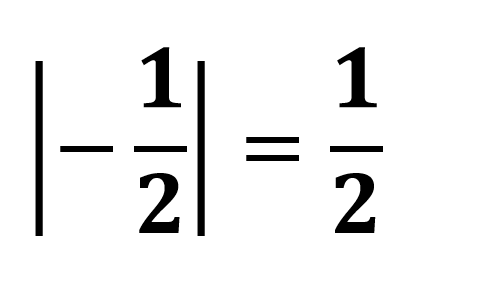 |−1/2| = 1/2